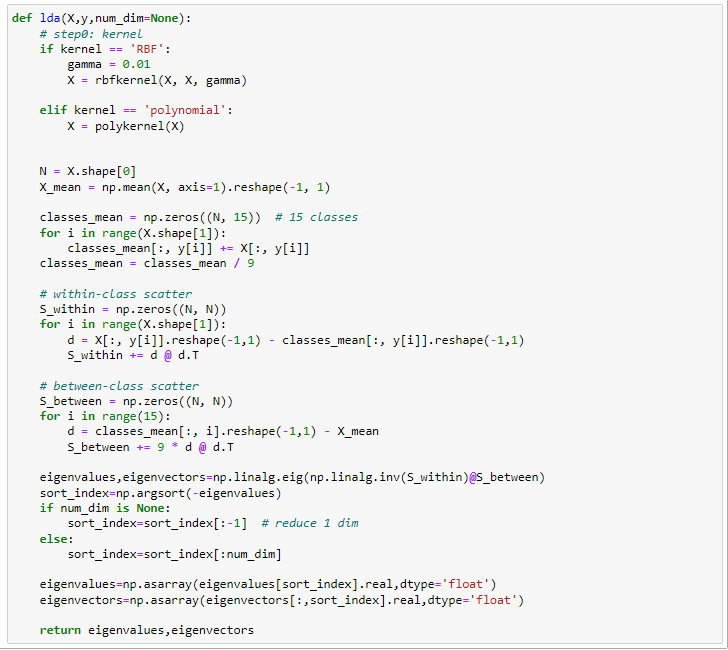 def lda(X,y,num_dim=None):
    # step0: kernel
    if kernel == 'RBF':
        gamma = 0.01
        X = rbfkernel(X, X, gamma)

    elif kernel == 'polynomial':
        X = polykernel(X)


    N = X.shape[0]
    X_mean = np.mean(X, axis=1).reshape(-1, 1)

    classes_mean = np.zeros((N, 15))  # 15 classes
    for i in range(X.shape[1]):
        classes_mean[:, y[i]] += X[:, y[i]]
    classes_mean = classes_mean / 9

    # within-class scatter
    S_within = np.zeros((N, N))
    for i in range(X.shape[1]):
        d = X[:, y[i]].reshape(-1,1) - classes_mean[:, y[i]].reshape(-1,1)
        S_within += d @ d.T

    # between-class scatter
    S_between = np.zeros((N, N))
    for i in range(15):
        d = classes_mean[:, i].reshape(-1,1) - X_mean
        S_between += 9 * d @ d.T

    eigenvalues,eigenvectors=np.linalg.eig(np.linalg.inv(S_within)@S_between)
    sort_index=np.argsort(-eigenvalues)
    if num_dim is None:
        sort_index=sort_index[:-1]  # reduce 1 dim
    else:
        sort_index=sort_index[:num_dim]

    eigenvalues=np.asarray(eigenvalues[sort_index].real,dtype='float')
    eigenvectors=np.asarray(eigenvectors[:,sort_index].real,dtype='float')

    return eigenvalues,eigenvectors